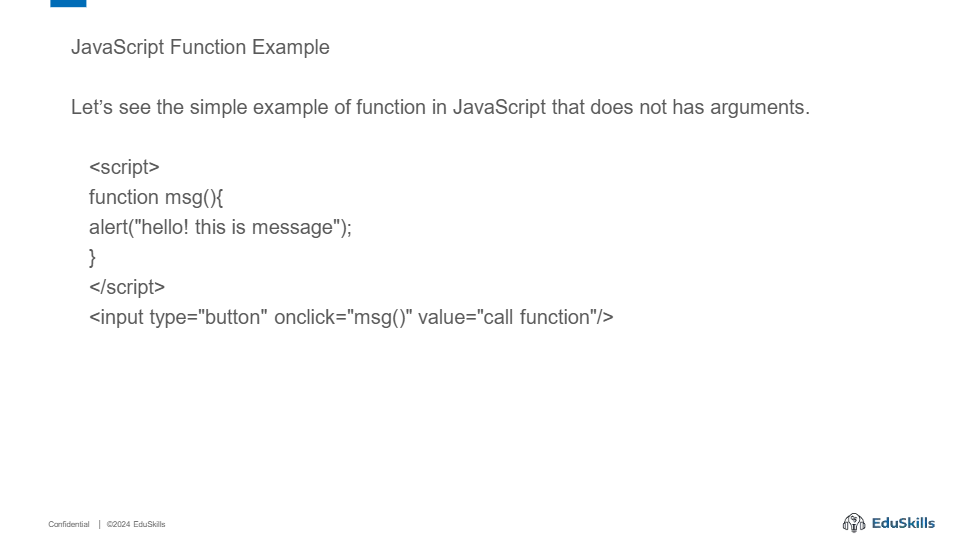 JavaScript Function Example
Let’s see the simple example of function in JavaScript that does not has arguments.
<script>
function msg(){
alert("hello! this is message");
}
</script>
<input type="button" onclick="msg()" value="call function"/>
Confidential | ©2024 EduSkills
EduSkills